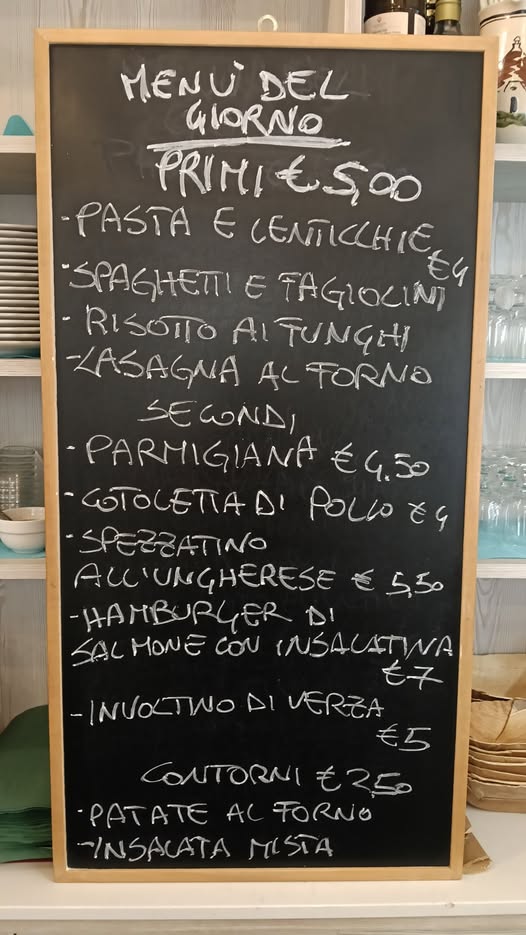 MENÙ DEL
GIORNO
PRIMI € 5,00
- PASTA E LENTICCHIE
€4
- SPAGHETTI E FAGIOLINI
- RISOTTO AI FUNGHI
- LASAGNA AL FORNO
SECONDI
- PARMIGIANA € 4.50
- COTOLETTA DI POLLO €4
- SPEZZATINO
ALL'UNGHERESE € 5,50
- HAMBURGER DI
SALMONE CON INSALATINA
€7
- INVOLTINO DI VERZA
€5
CONTORNI € 2,50
- PATATE AL FORNO
- INSALATA MISTA